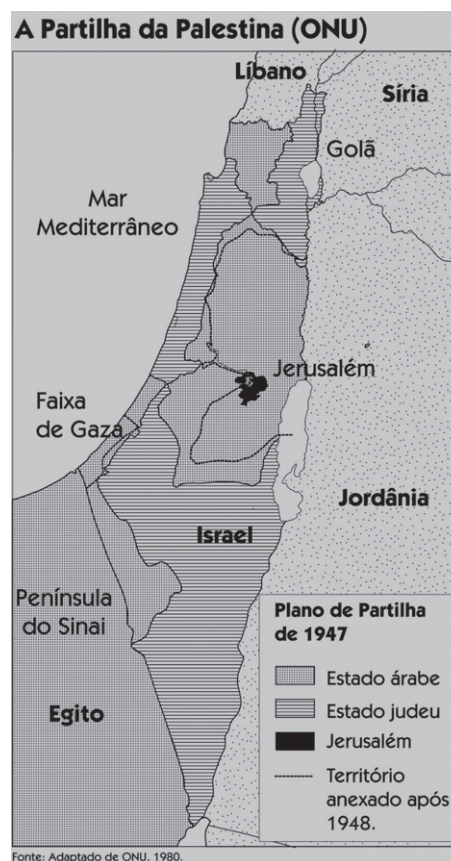 A Partilha da Palestina (ONU)
Líbano
Síria
Golã
Mar
Mediterrâneo
Jerusalém
Faixa
de Gaza
Jordânia
Israel
Península
do Sinai
Egito
Plano de Partilha
de 1947
Estado árabe
Estado judeu
Jerusalém
Território
anexado após
1948.
Fonte: Adaptado de ONU, 1980.